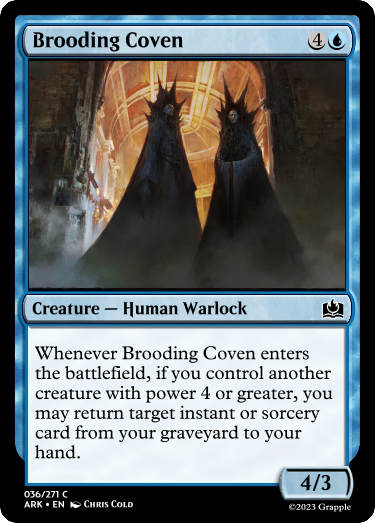 Brooding Coven 4
Creature — Human Warlock
Whenever Brooding Coven enters
the battlefield, if you control another
creature with power 4 or greater, you
may return target instant or sorcery
card from your graveyard to your
hand.
4/3
036/271 C
ARK • EN Chris Cold
©2023 Grapple